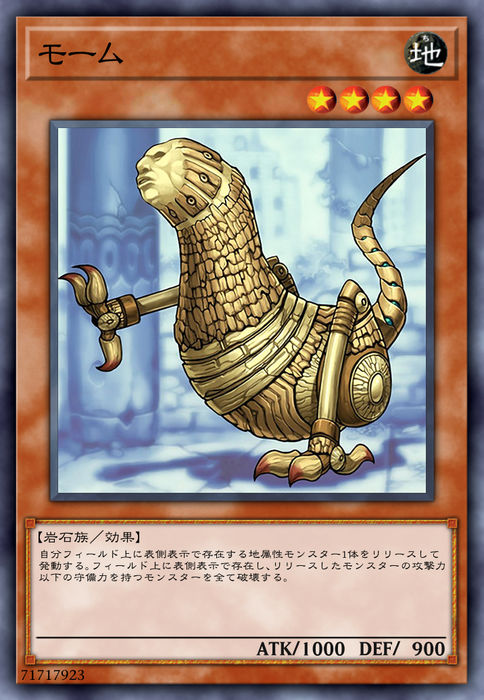 モーム
ち
地
【岩石族／効果】
自分フィールド上に表側表示で存在する地属性モンスター1体をリリースして
発動する。フィールド上に表側表示で存在し、リリースしたモンスターの攻撃力
以下の守備力を持つモンスターを全て破壊する。
ATK/1000 DEF/ 900
71717923